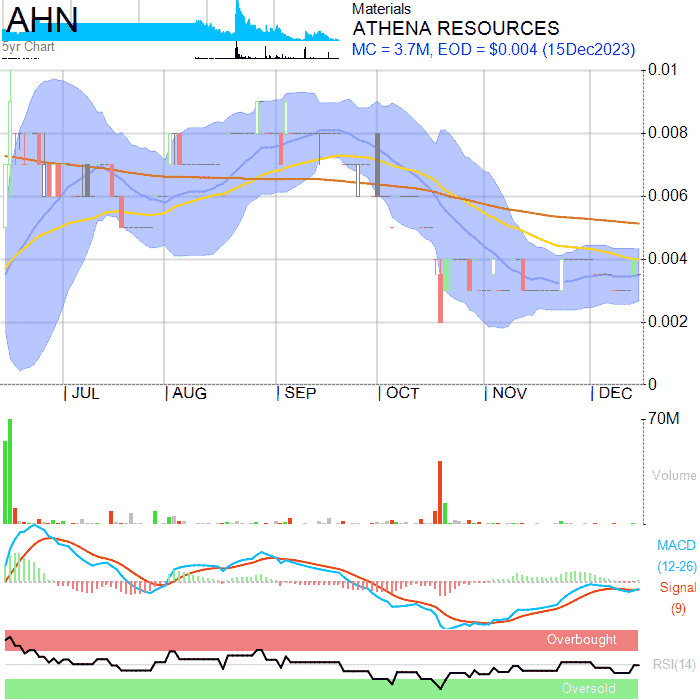 AHN
5yr Chart
Materials
ATHENA RESOURCES
MC = 3.7M, EOD = $0.004 (15Dec2023)
0.01
0.008
0.006
0.004
0.002
0
JUL AUG SEP OCT NOV DEC
70M
Volume
MACD
(12-26)
Signal
(9)
Overbought
RSI(14)
Oversold